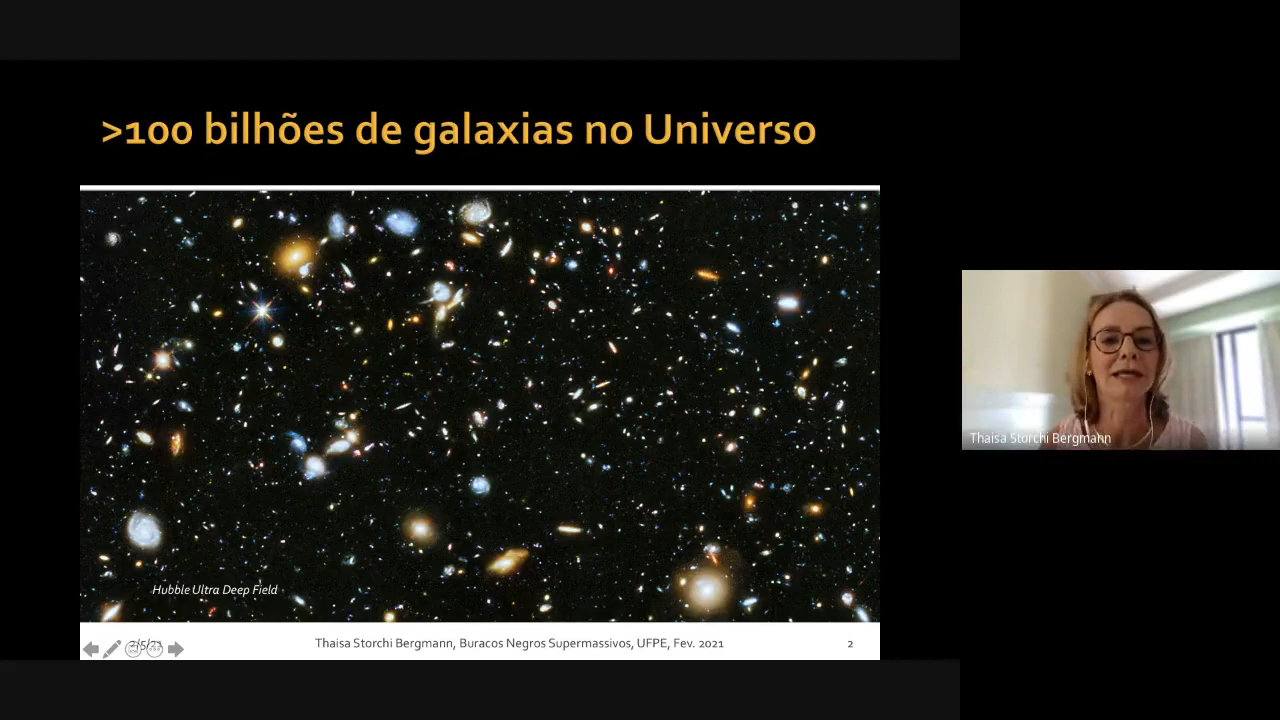 >100 bilhões de galaxias no Universo
Hubble Ultra Deep Field
Thaisa Storchi Bergmann, Buracos Negros Supermassivos, UFPE, Fev. 2021
2
Thaisa Storchi Bergmann